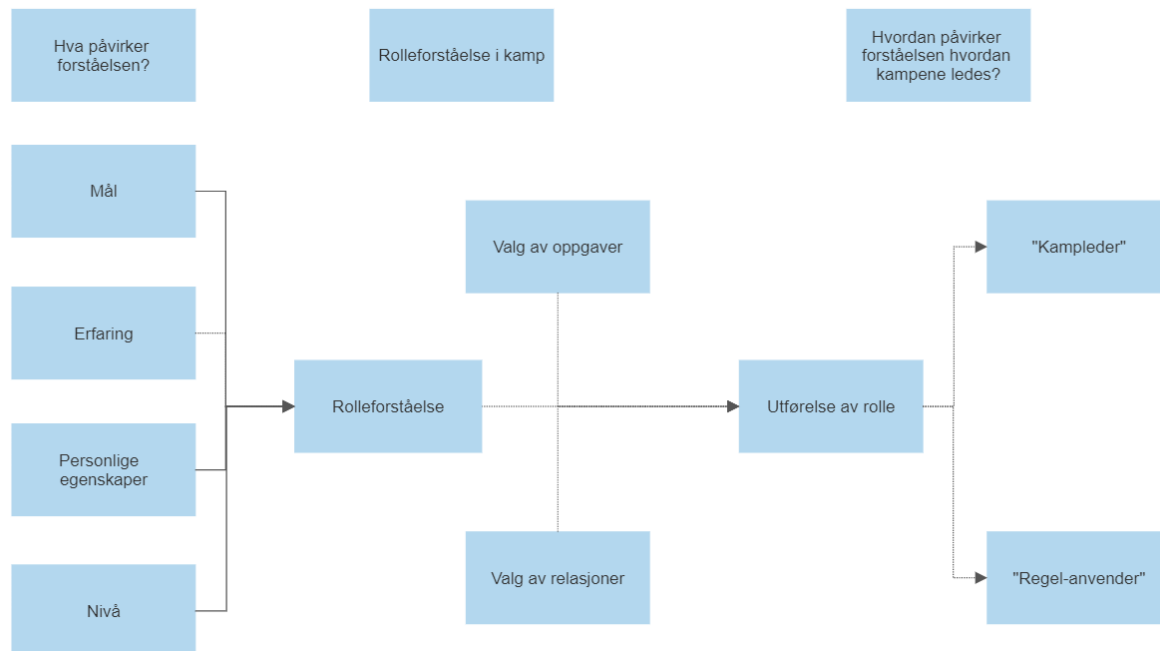 Hva påvirker
forståelsen?
Rolleforståelse i kamp
Hvordan påvirker
forståelsen hvordan
kampene ledes?
Mål
Erfaring
Personlige
egenskaper
Nivå
Rolleforståelse
Valg av oppgaver
Valg av relasjoner
Utførelse av rolle
"Kampleder"
"Regel-anvender"